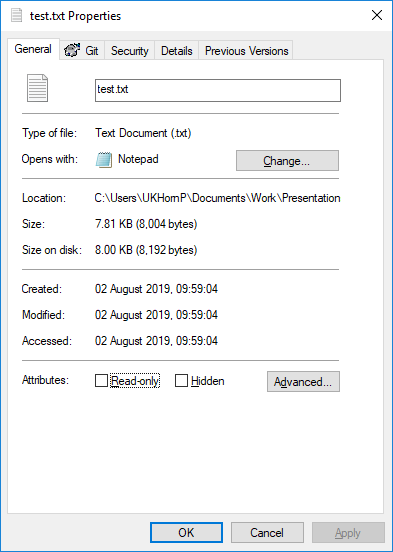 test.txt Properties
General Git Security Details Previous Versions
test.txt
Type of file: Text Document (.txt)
Opens with: Notepad Change...
Location: C:\Users\UKHornP\Documents\Work\Presentation
Size: 7.81 KB (8,004 bytes)
Size on disk: 8.00 KB (8,192 bytes)
Created: 02 August 2019, 09:59:04
Modified: 02 August 2019, 09:59:04
Accessed: 02 August 2019, 09:59:04
Attributes: Read-only Hidden Advanced...
OK Cancel Apply